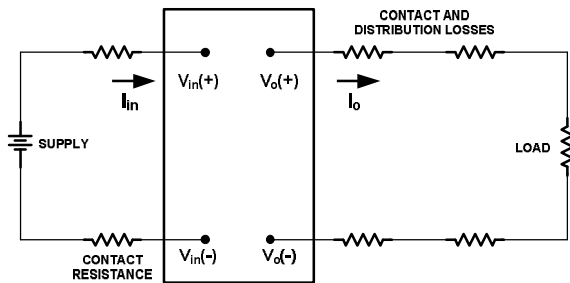 CONTACT AND
DISTRIBUTION LOSSES
Vin(+)
Vo(+)
Iin
Io
SUPPLY
LOAD
CONTACT
RESISTANCE
Vin(-)
Vo(-)